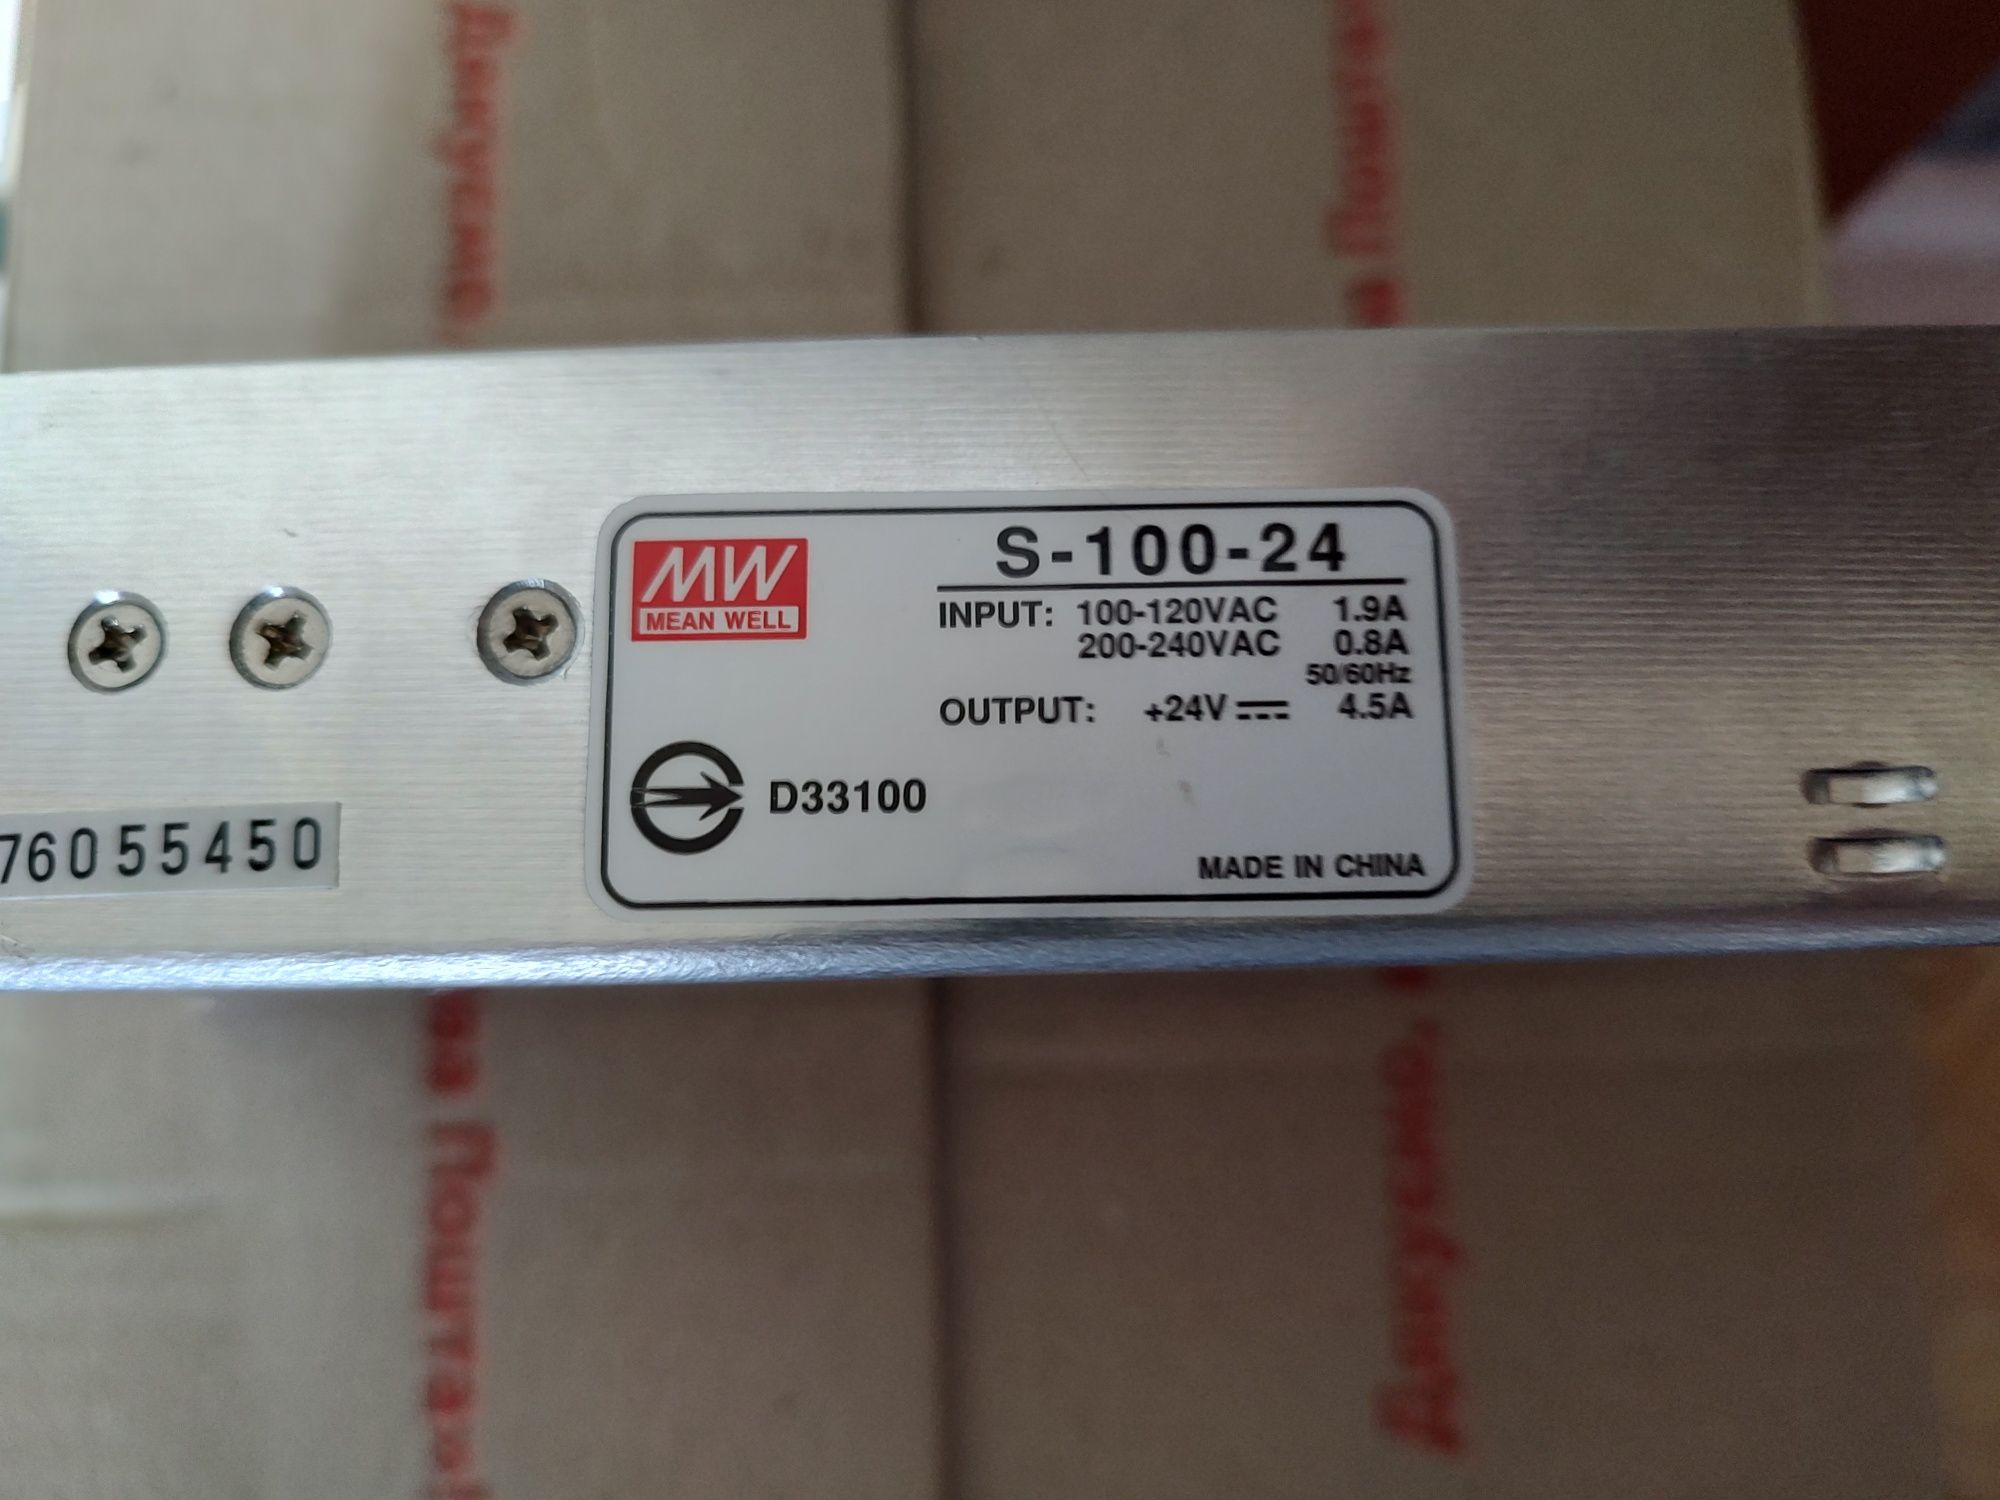 MW
MEAN WELL
S-100-24
INPUT: 100-120VAC 1.9A
200-240VAC 0.8A
50/60Hz
OUTPUT: +24V 4.5A
D33100
MADE IN CHINA
76055450
Допускаю